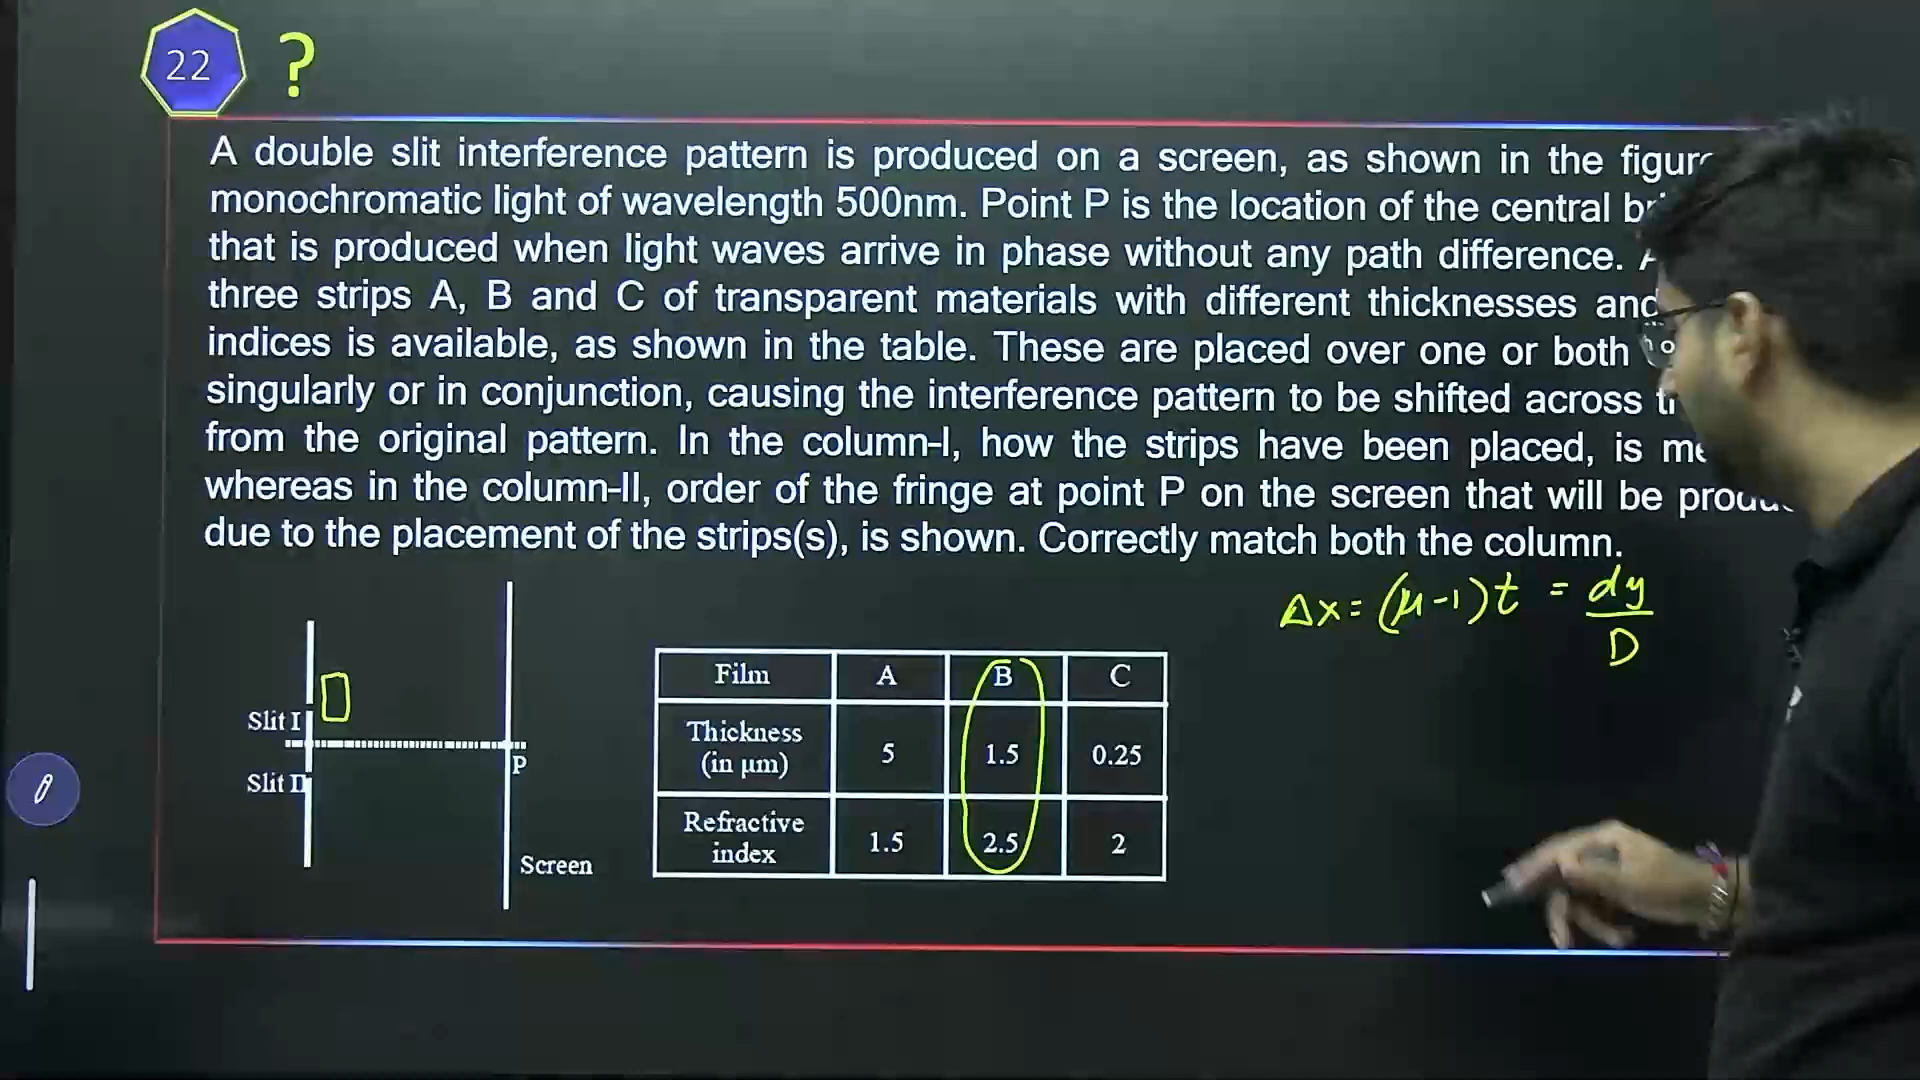 22 ?
A double slit interference pattern is produced on a screen, as shown in the
monochromatic light of wavelength 500nm. Point P is the location of the central
that is produced when light waves arrive in phase without any path difference.
three strips A, B and C of transparent materials with different thicknesses and
indices is available, as shown in the table. These are placed over one or both
singularly or in conjunction, causing the interference pattern to be shifted across
from the original pattern. In the column-I, how the strips have been placed, is
whereas in the column-II, order of the fringe at point P on the screen that will be
due to the placement of the strips(s), is shown. Correctly match both the column.
Δx = (μ-1)t = dy/D
Slit I
Slit II
P
Screen
Film A B C
Thickness (in μm) 5 1.5 0.25
Refractive index 1.5 2.5 2